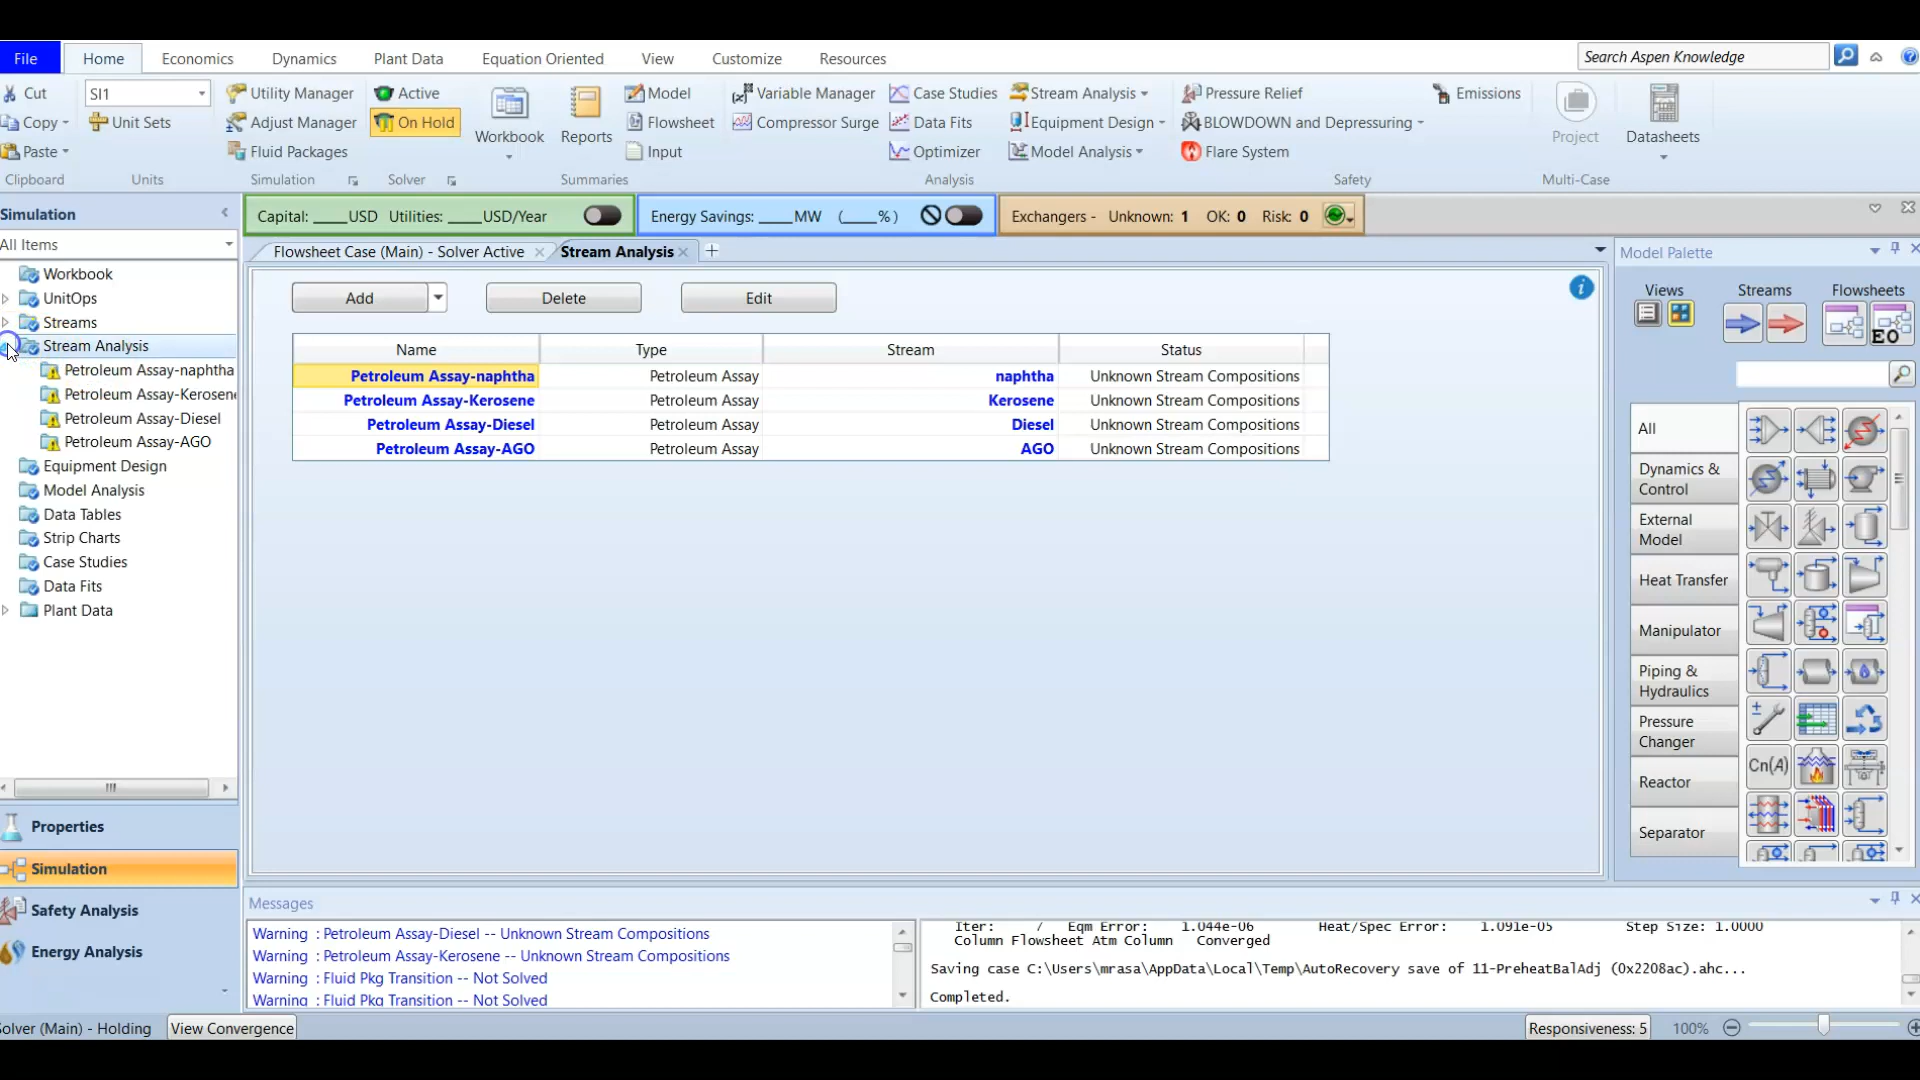 File Home Economics Dynamics Plant Data Equation Oriented View Customize Resources Search Aspen Knowledge
Cut SI1 Utility Manager Active Model Variable Manager Case Studies Stream Analysis Pressure Relief Emissions
Copy Unit Sets Adjust Manager On Hold Workbook Reports Flowsheet Compressor Surge Data Fits Equipment Design BLOWDOWN and Depressuring Project Datasheets
Paste Fluid Packages Input Optimizer Model Analysis Flare System
Clipboard Units Simulation Solver Summaries Analysis Safety Multi-Case
Simulation
All Items
Workbook
UnitOps
Streams
Stream Analysis
Petroleum Assay-naphtha
Petroleum Assay-Kerosene
Petroleum Assay-Diesel
Petroleum Assay-AGO
Equipment Design
Model Analysis
Data Tables
Strip Charts
Case Studies
Data Fits
Plant Data
Properties
Simulation
Safety Analysis
Energy Analysis
Capital: ____USD Utilities: ____USD/Year Energy Savings: ____MW (____%) Exchangers - Unknown: 1 OK: 0 Risk: 0
Flowsheet Case (Main) - Solver Active Stream Analysis
Add Delete Edit
Name Type Stream Status
Petroleum Assay-naphtha Petroleum Assay naphtha Unknown Stream Compositions
Petroleum Assay-Kerosene Petroleum Assay Kerosene Unknown Stream Compositions
Petroleum Assay-Diesel Petroleum Assay Diesel Unknown Stream Compositions
Petroleum Assay-AGO Petroleum Assay AGO Unknown Stream Compositions
Model Palette
Views Streams Flowsheets
EO
All
Dynamics &
Control
External
Model
Heat Transfer
Manipulator
Piping &
Hydraulics
Pressure
Changer
Reactor
Separator
Cn(A)
Messages
Warning : Petroleum Assay-Diesel -- Unknown Stream Compositions
Warning : Petroleum Assay-Kerosene -- Unknown Stream Compositions
Warning : Fluid Pkg Transition -- Not Solved
Warning : Fluid Pkg Transition -- Not Solved
Iter: 7 Eqm Error: 1.044e-06 Heat/Spec Error: 1.091e-05 Step Size: 1.0000
Column Flowsheet Atm Column Converged
Saving case C:\Users\mrasa\AppData\Local\Temp\AutoRecovery save of 11-PreheatBalAdj (0x2208ac).ahc...
Completed.
Solver (Main) - Holding View Convergence Responsiveness: 5 100%